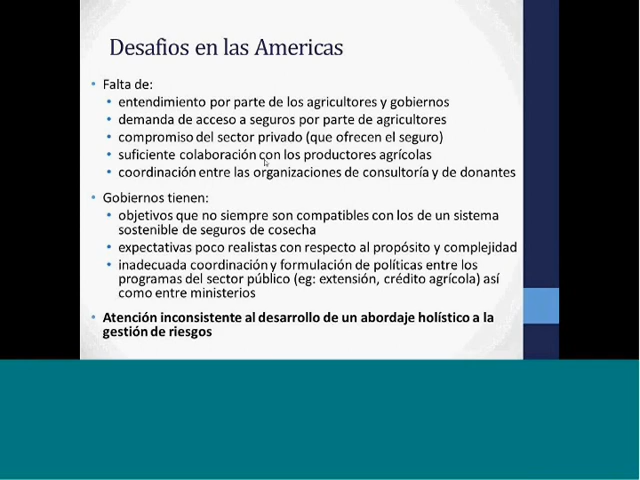 Desafios en las Americas
• Falta de:
• entendimiento por parte de los agricultores y gobiernos
• demanda de acceso a seguros por parte de agricultores
• compromiso del sector privado (que ofrecen el seguro)
• suficiente colaboración con los productores agrícolas
• coordinación entre las organizaciones de consultoría y de donantes
• Gobiernos tienen:
• objetivos que no siempre son compatibles con los de un sistema
sostenible de seguros de cosecha
• expectativas poco realistas con respecto al propósito y complejidad
• inadecuada coordinación y formulación de políticas entre los
programas del sector público (eg: extensión, crédito agrícola) así
como entre ministerios
• Atención inconsistente al desarrollo de un abordaje holístico a la
gestión de riesgos